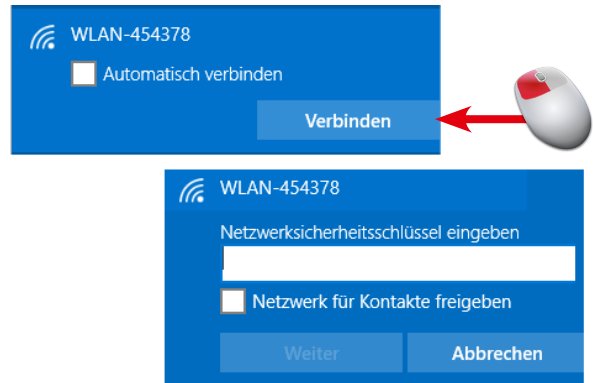 WLAN-454378
Automatisch verbinden
Verbinden
WLAN-454378
Netzwerksicherheitsschlüssel eingeben
Netzwerk für Kontakte freigeben
Weiter Abbrechen